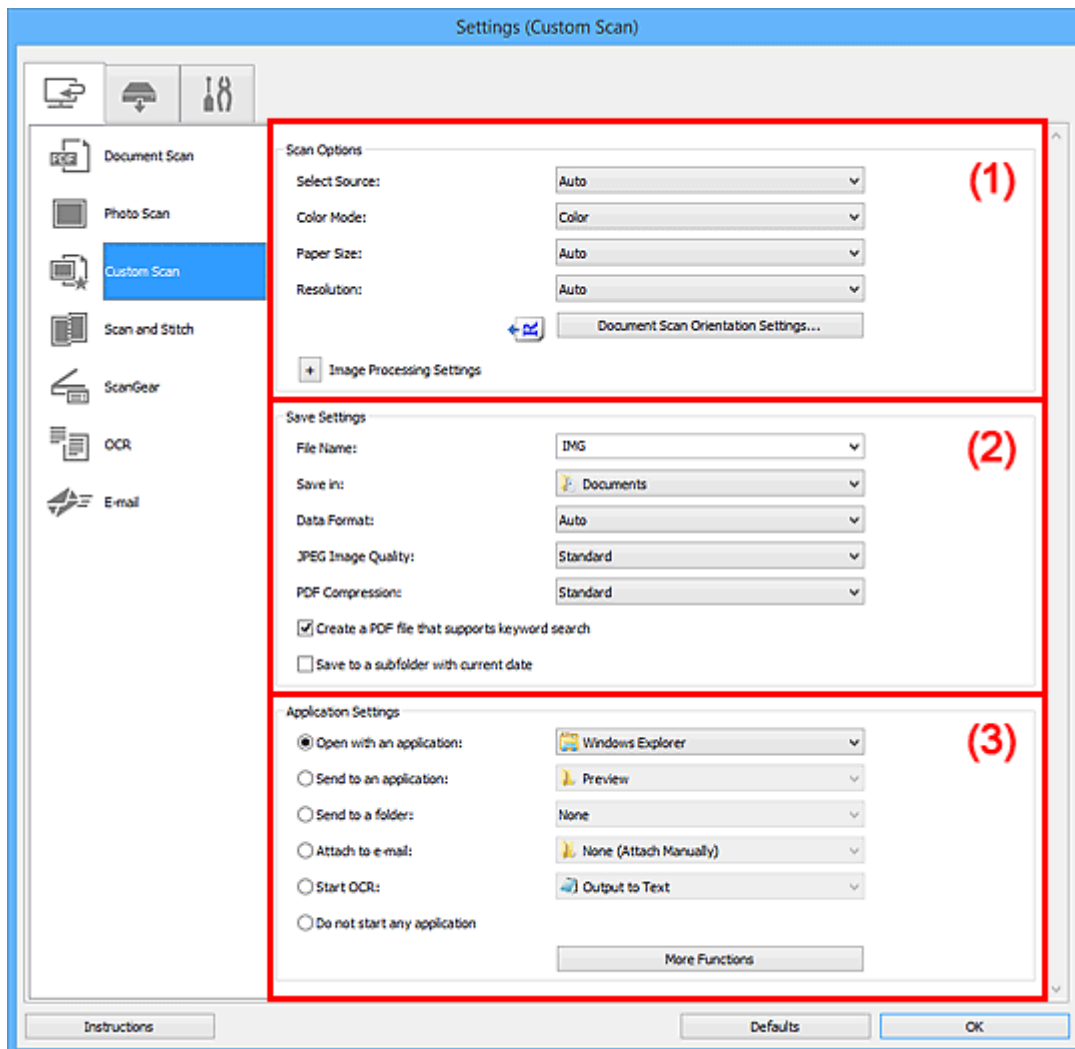 Settings (Custom Scan)
Document Scan
Photo Scan
Custom Scan
Scan and Stitch
ScanGear
OCR
E-mail
Scan Options
(1)
Select Source: Auto
Color Mode: Color
Paper Size: Auto
Resolution: Auto
Document Scan Orientation Settings...
+ Image Processing Settings
Save Settings
(2)
File Name: IMG
Save in: Documents
Data Format: Auto
JPEG Image Quality: Standard
PDF Compression: Standard
Create a PDF file that supports keyword search
Save to a subfolder with current date
Application Settings
(3)
Open with an application: Windows Explorer
Send to an application: Preview
Send to a folder: None
Attach to e-mail: None (Attach Manually)
Start OCR: Output to Text
Do not start any application
More Functions
Instructions
Defaults
OK